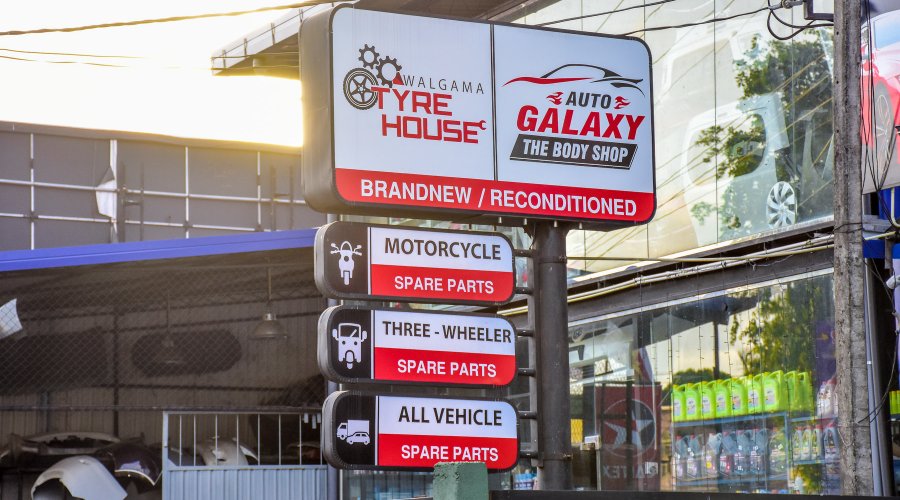 WALGAMA
TYRE
HOUSE
AUTO
GALAXY
THE BODY SHOP
BRANDNEW / RECONDITIONED
MOTORCYCLE
SPARE PARTS
THREE - WHEELER
SPARE PARTS
ALL VEHICLE
SPARE PARTS